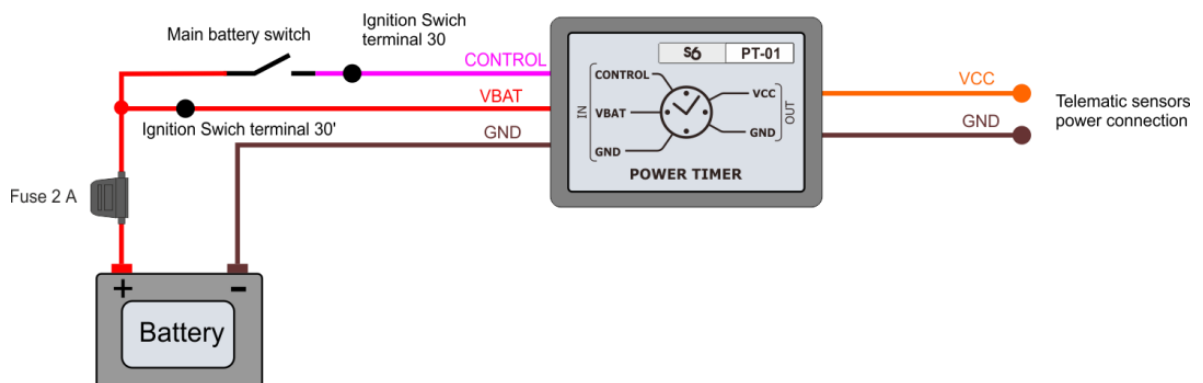 Ignition Swich
terminal 30
Main battery switch
CONTROL
VBAT
Ignition Swich terminal 30'
GND
Fuse 2 A
+
-
Battery
S6 PT-01
CONTROL
VBAT
GND
IN
VCC
GND
OUT
POWER TIMER
VCC
GND
Telematic sensors
power connection